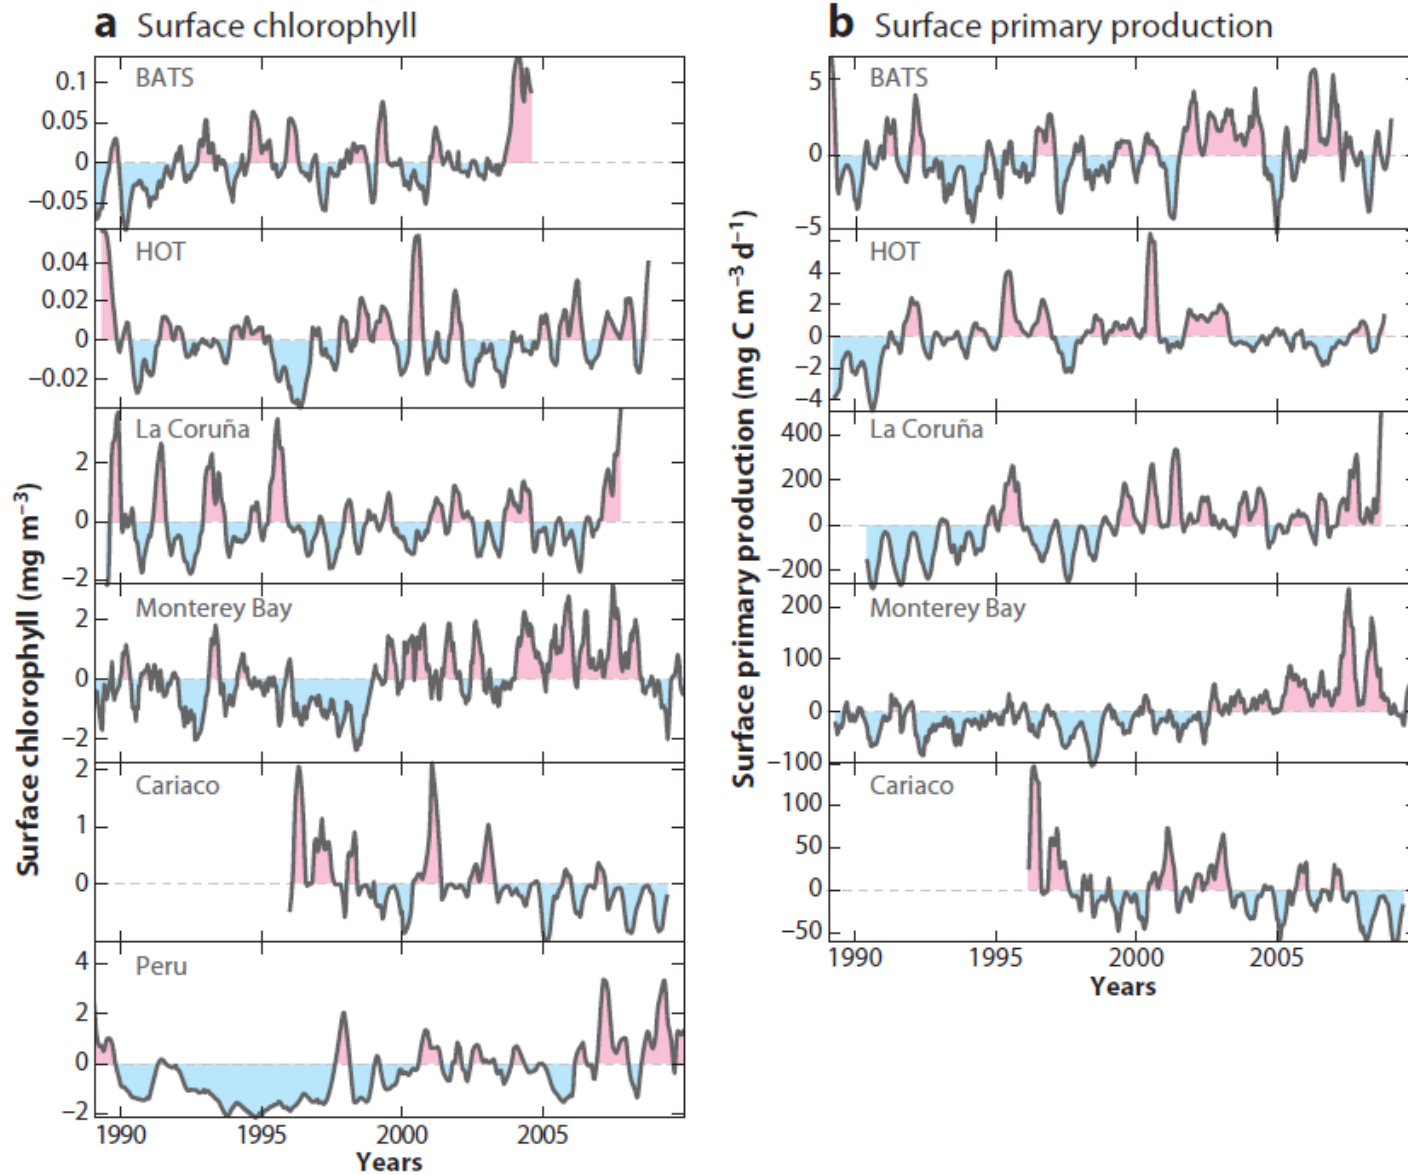 a Surface chlorophyll
Surface chlorophyll (mg m⁻³)
BATS
0.1
0.05
0
−0.05
HOT
0.04
0.02
0
−0.02
La Coruña
2
0
−2
Monterey Bay
2
0
−2
Cariaco
2
1
0
Peru
4
2
0
−2
1990 1995 2000 2005
Years
b Surface primary production
Surface primary production (mg C m⁻³ d⁻¹)
BATS
5
0
−5
HOT
4
2
0
−2
−4
La Coruña
400
200
0
−200
Monterey Bay
200
100
0
−100
Cariaco
100
50
0
−50
1990 1995 2000 2005
Years